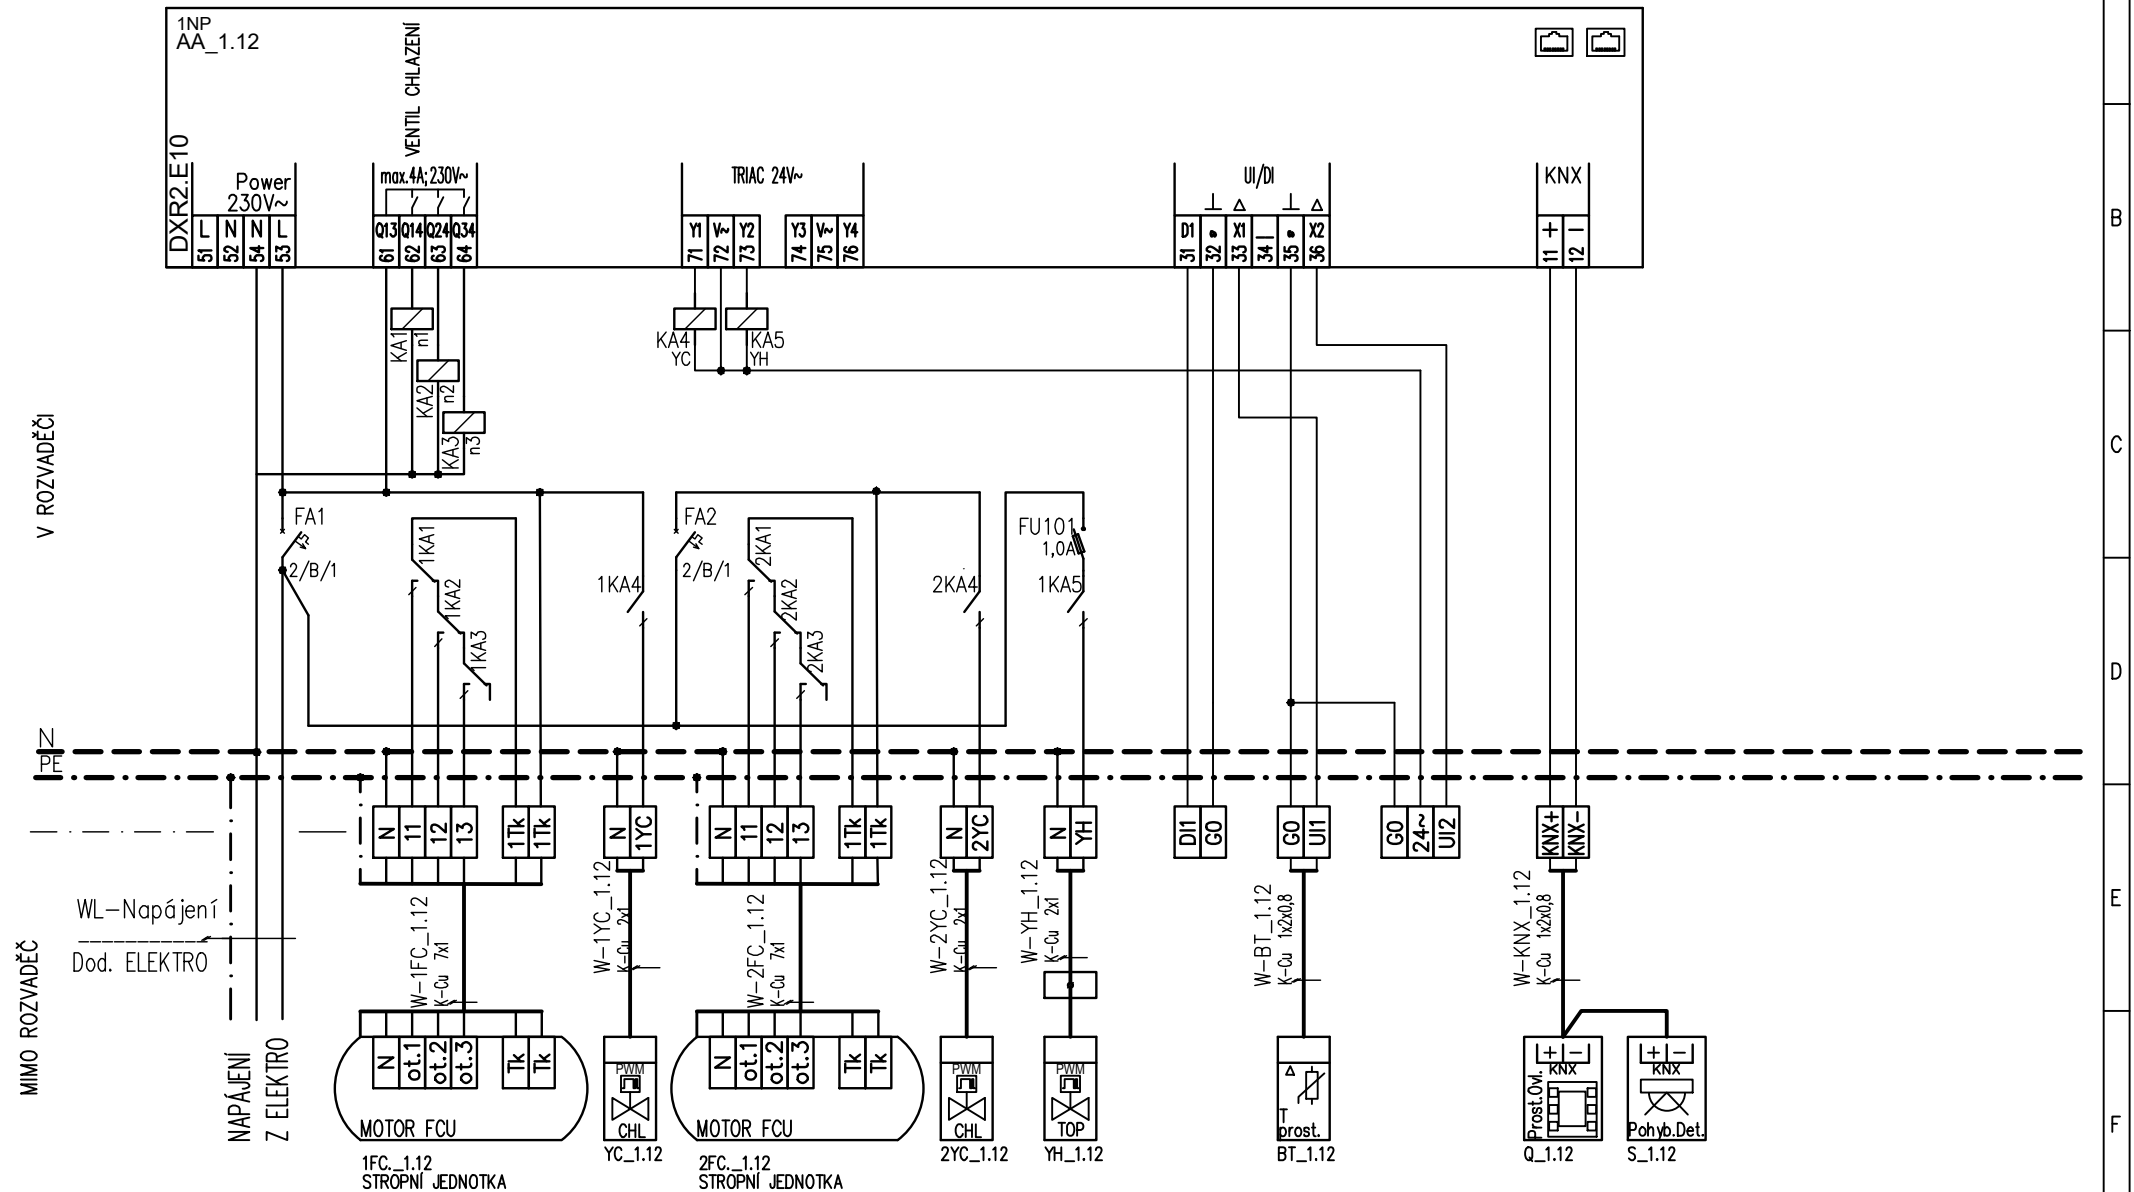 1NP
AA_1.12
VENTIL CHLAZENÍ
DXR2.E10
Power
230V~
max.4A;230V~
TRIAC 24V~
UI/DI
KNX
L N N L
51 52 54 53
Q13 Q14 Q24 Q34
61 62 63 64
Y1 V~ Y2
71 72 73
Y3 V~ Y4
74 75 76
D1 X1 X2
31 32 33 34 35 36
+ −
11 12
B
KA1
n1
KA2
n2
KA3
n3
KA4
YC
KA5
YH
V ROZVADĚČI
C
FA1
2/B/1
1KA1
1KA2
1KA3
1KA4
FA2
2/B/1
2KA1
2KA2
2KA3
2KA4
FU101
1,0A
1KA5
D
N
PE
N 11 12 13 1Tk 1Tk
N 1YC
N 11 12 13 1Tk 1Tk
N 2YC
N YH
DI1 G0
G0 UI1
G0 24~ UI2
KNX+ KNX-
WL-Napájení
Dod. ELEKTRO
W-1FC_1.12
K-Cu 7x1
W-1YC_1.12
K-Cu 2x1
W-2FC_1.12
K-Cu 7x1
W-2YC_1.12
K-Cu 2x1
W-YH_1.12
K-Cu 2x1
W-BT_1.12
K-Cu 1x2x0,8
W-KNX_1.12
K-Cu 1x2x0,8
E
MIMO ROZVADĚČ
NAPÁJENÍ
Z ELEKTRO
N ot.1 ot.2 ot.3 Tk Tk
MOTOR FCU
1FC._1.12
STROPNÍ JEDNOTKA
PWM
CHL
YC_1.12
N ot.1 ot.2 ot.3 Tk Tk
MOTOR FCU
2FC._1.12
STROPNÍ JEDNOTKA
PWM
CHL
2YC_1.12
PWM
TOP
YH_1.12
T
prost.
BT_1.12
+ −
KNX
Prost.Ovl.
Q_1.12
+ −
KNX
Pohyb.Det.
S_1.12
F